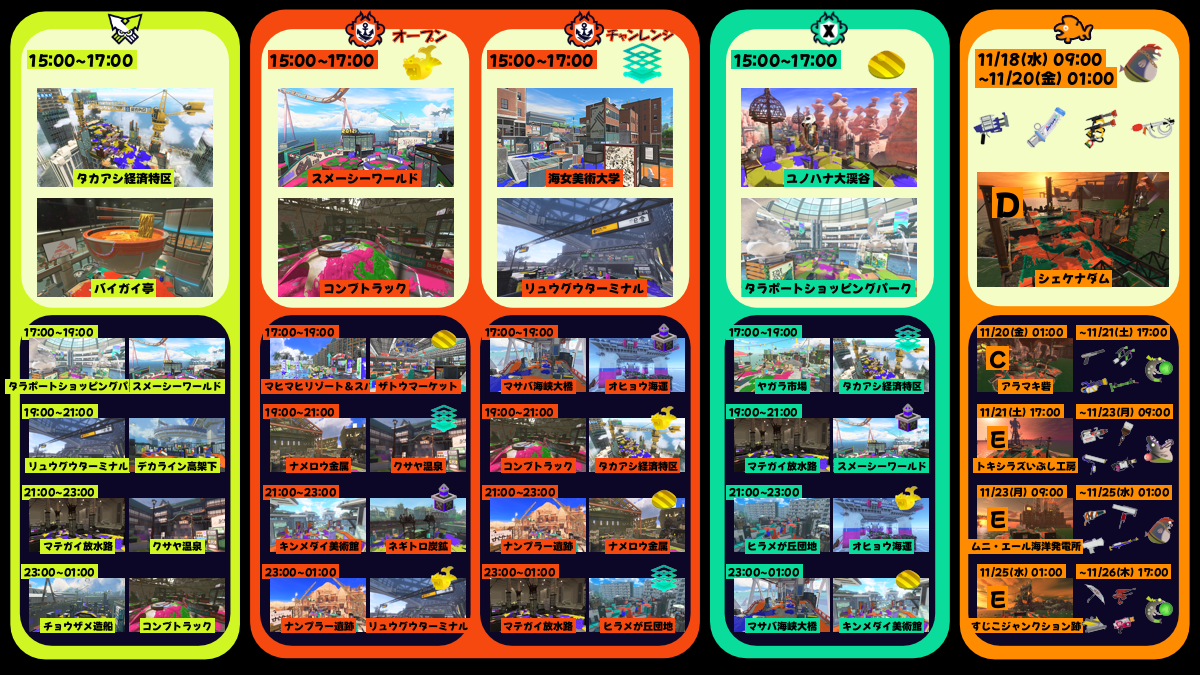 15:00~17:00
タカアシ経済特区
バイガイ亭
17:00~19:00
タラポートショッピングパ
スメーシーワールド
19:00~21:00
リュウグウターミナル
デカライン高架下
21:00~23:00
マテガイ放水路
クサヤ温泉
23:00~01:00
チョウザメ造船
コンブトラック
オープン
15:00~17:00
スメーシーワールド
コンブトラック
17:00~19:00
マヒマヒリゾート&スパ
ザトウマーケット
19:00~21:00
ナメロウ金属
クサヤ温泉
21:00~23:00
キンメダイ美術館
ネギトロ炭鉱
23:00~01:00
ナンプラー遺跡
リュウグウターミナル
チャンレンジ
15:00~17:00
海女美術大学
リュウグウターミナル
17:00~19:00
マサバ海峡大橋
オヒョウ海運
19:00~21:00
コンブトラック
タカアシ経済特区
21:00~23:00
ナンプラー遺跡
ナメロウ金属
23:00~01:00
マテガイ放水路
ヒラメが丘団地
X
15:00~17:00
ユノハナ大渓谷
タラポートショッピングパーク
17:00~19:00
ヤガラ市場
タカアシ経済特区
19:00~21:00
マテガイ放水路
スメーシーワールド
21:00~23:00
ヒラメが丘団地
オヒョウ海運
23:00~01:00
マサバ海峡大橋
キンメダイ美術館
11/18(水) 09:00
~11/20(金) 01:00
D
シェケナダム
11/20(金) 01:00
~11/21(土) 17:00
C
アラマキ砦
11/21(土) 17:00
~11/23(月) 09:00
E
トキシラズいぶし工房
11/23(月) 09:00
~11/25(水) 01:00
E
ムニ・エール海洋発電所
11/25(水) 01:00
~11/26(木) 17:00
E
すじこジャンクション跡